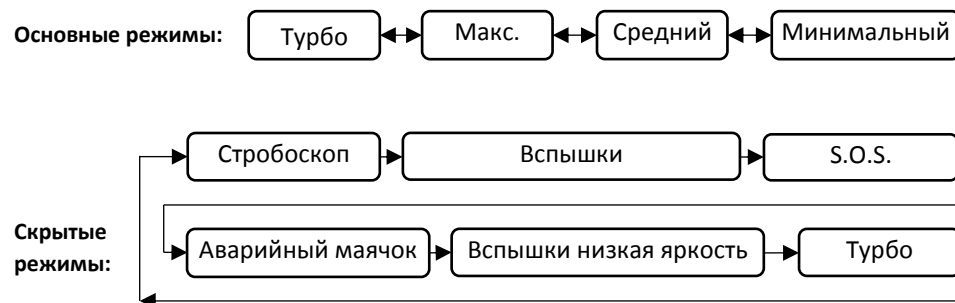 Основные режимы: Турбо Макс. Средний Минимальный
Стробоскоп Вспышки S.O.S.
Скрытые
режимы:
Аварийный маячок Вспышки низкая яркость Турбо